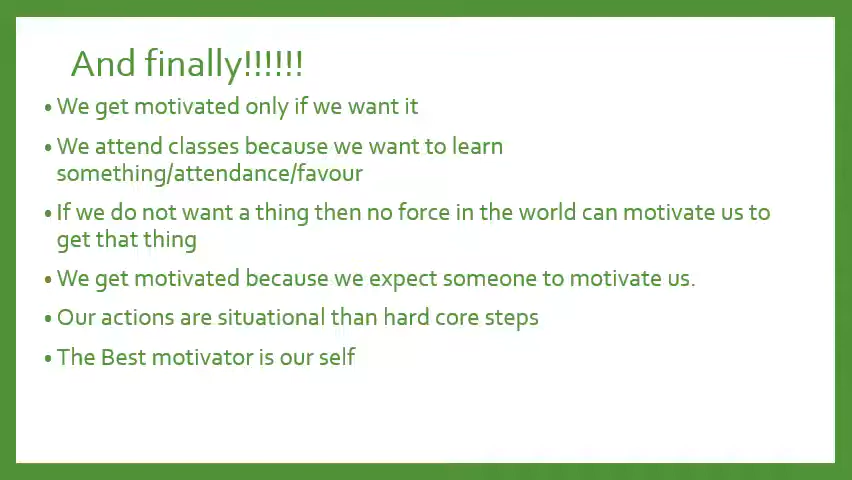 And finally!!!!!!
• We get motivated only if we want it
• We attend classes because we want to learn
something/attendance/favour
• If we do not want a thing then no force in the world can motivate us to
get that thing
• We get motivated because we expect someone to motivate us.
• Our actions are situational than hard core steps
• The Best motivator is our self